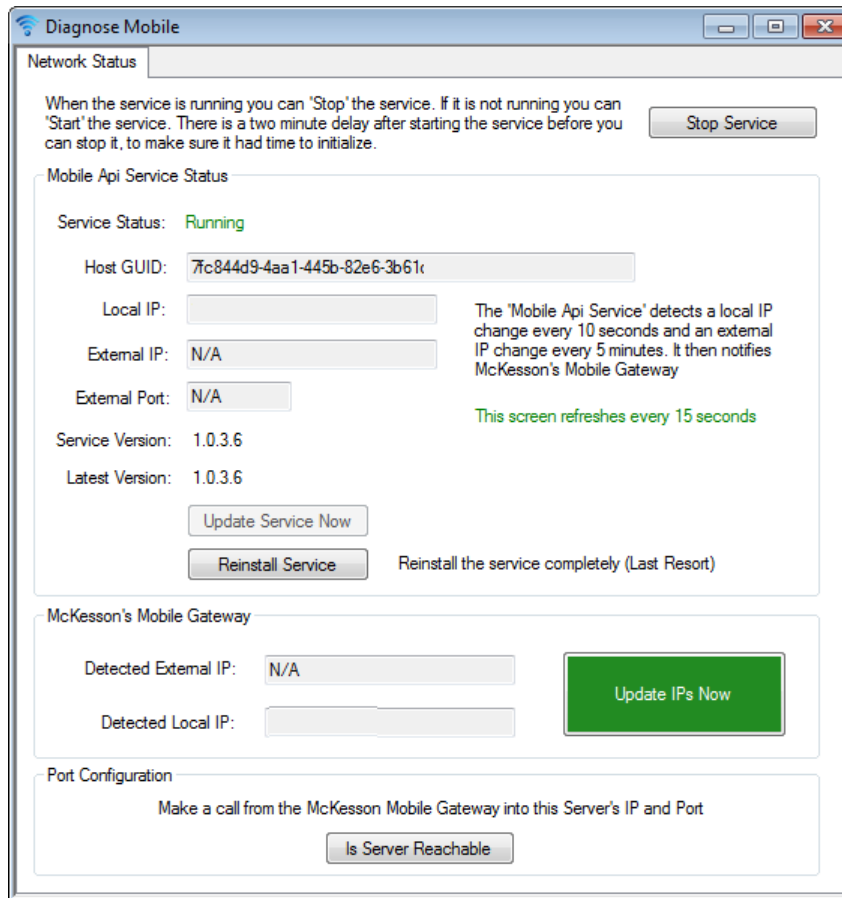 Diagnose Mobile
Network Status
When the service is running you can 'Stop' the service. If it is not running you can
'Start' the service. There is a two minute delay after starting the service before you
can stop it, to make sure it had time to initialize.
Stop Service
Mobile Api Service Status
Service Status: Running
Host GUID: 7fc844d9-4aa1-445b-82e6-3b61c
Local IP:
The 'Mobile Api Service' detects a local IP
change every 10 seconds and an external
IP change every 5 minutes. It then notifies
McKesson's Mobile Gateway
External IP: N/A
External Port: N/A
This screen refreshes every 15 seconds
Service Version: 1.0.3.6
Latest Version: 1.0.3.6
Update Service Now
Reinstall Service
Reinstall the service completely (Last Resort)
McKesson's Mobile Gateway
Detected External IP: N/A
Update IPs Now
Detected Local IP:
Port Configuration
Make a call from the McKesson Mobile Gateway into this Server's IP and Port
Is Server Reachable